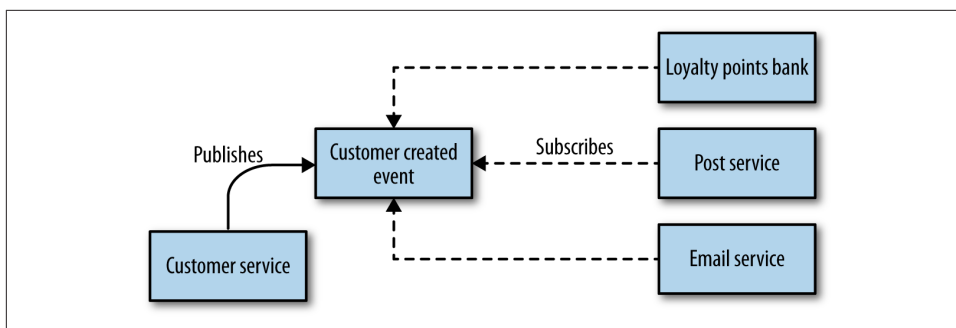 Loyalty points bank
Publishes
Customer created
event
Subscribes
Post service
Customer service
Email service